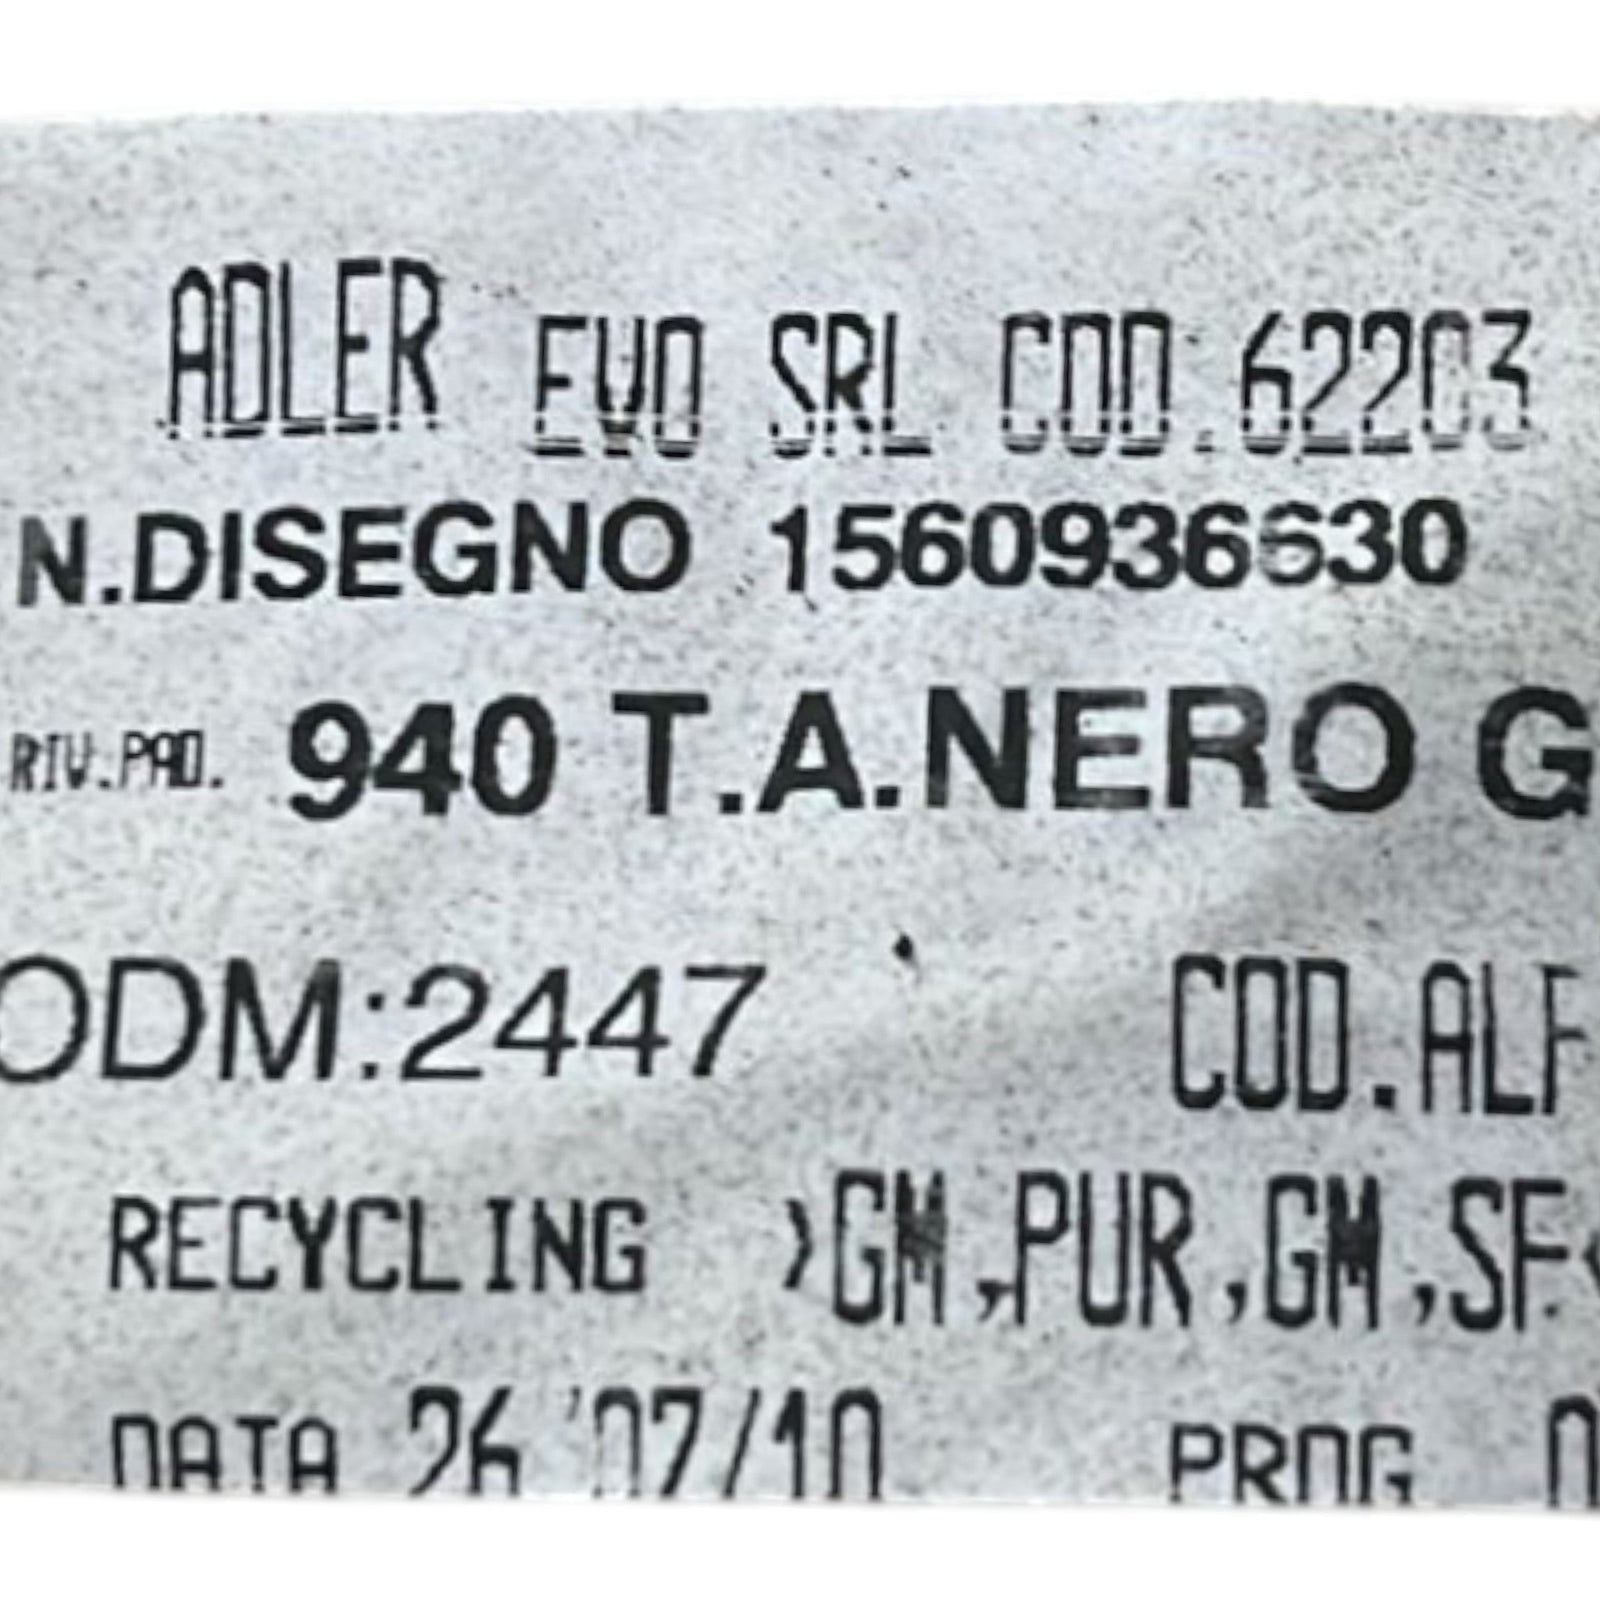 ADLER EVO SRL COD.62203
N.DISEGNO 1560936630
RIV.PAD. 940 T.A.NERO G
ODM:2447 COD.ALF
RECYCLING >GM,PUR,GM,SF<
DATA 26/07/10 PROG 0